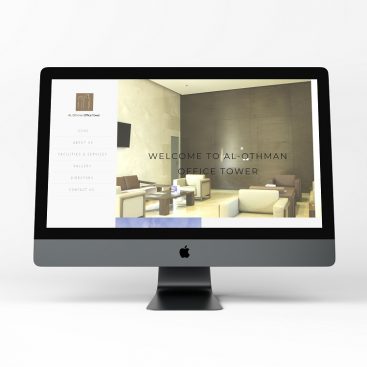 Al Othman Office Tower
HOME
ABOUT US
FACILITIES & SERVICES
GALLERY
DIRECTORY
CONTACT US
WELCOME TO AL-OTHMAN
OFFICE TOWER